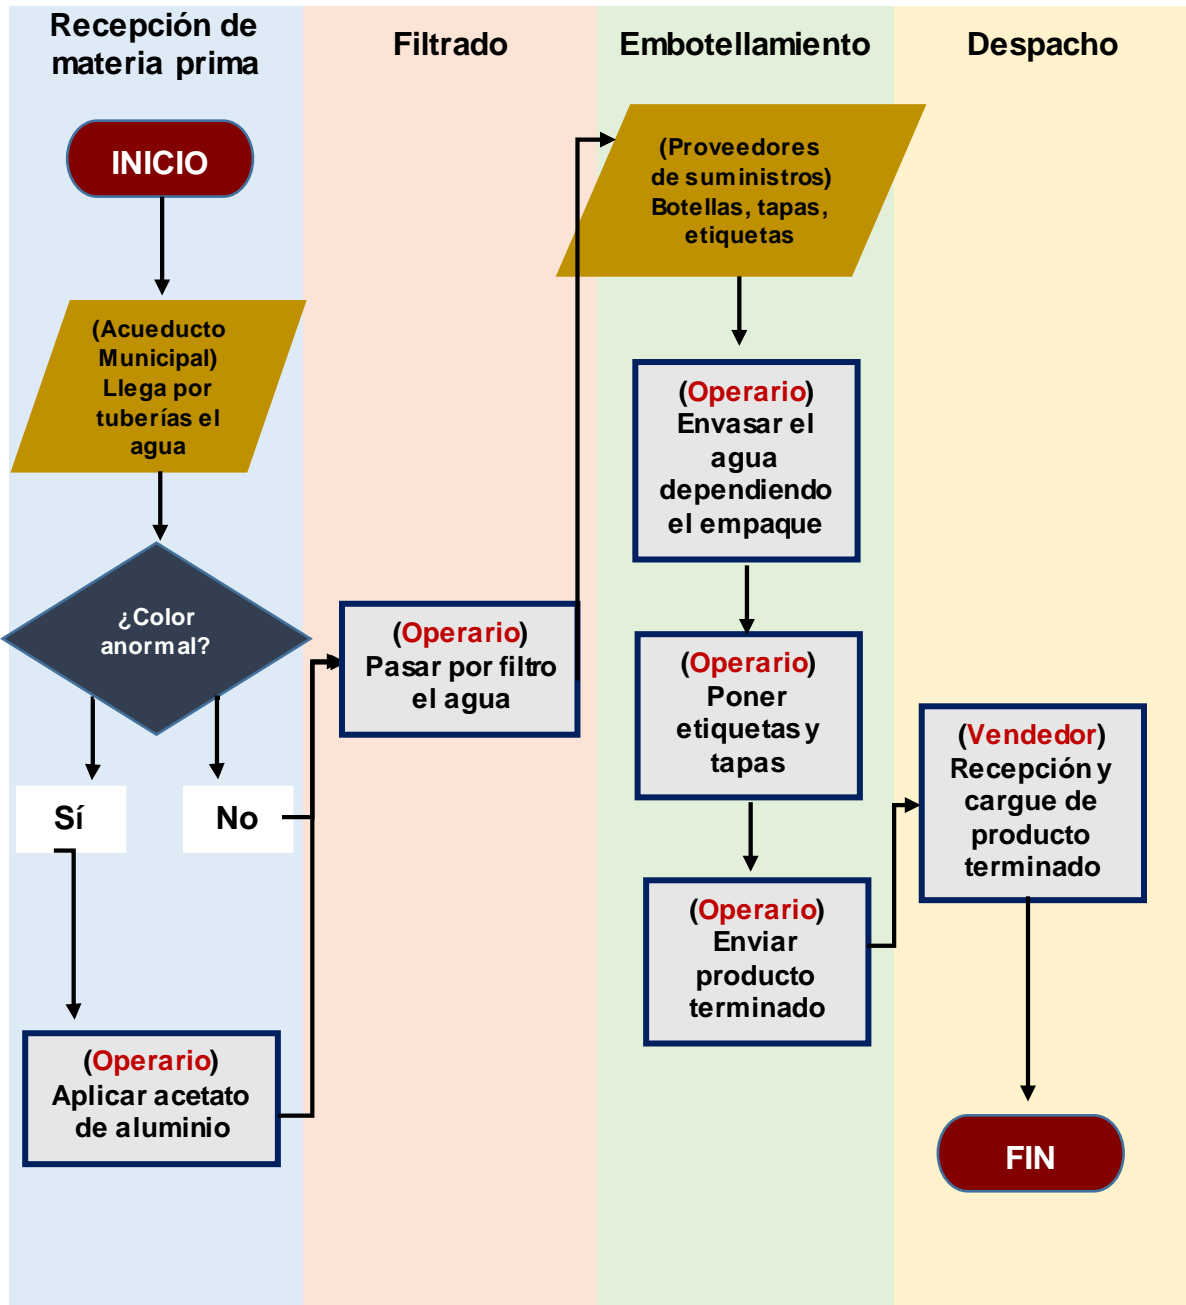 Recepción de
materia prima
Filtrado
Embotellamiento
Despacho
INICIO
(Acueducto
Municipal)
Llega por
tuberías el
agua
¿Color
anormal?
Sí
No
(Operario)
Aplicar acetato
de aluminio
(Operario)
Pasar por filtro
el agua
(Proveedores
de suministros)
Botellas, tapas,
etiquetas
(Operario)
Envasar el
agua
dependiendo
el empaque
(Operario)
Poner
etiquetas y
tapas
(Operario)
Enviar
producto
terminado
(Vendedor)
Recepción y
cargue de
producto
terminado
FIN